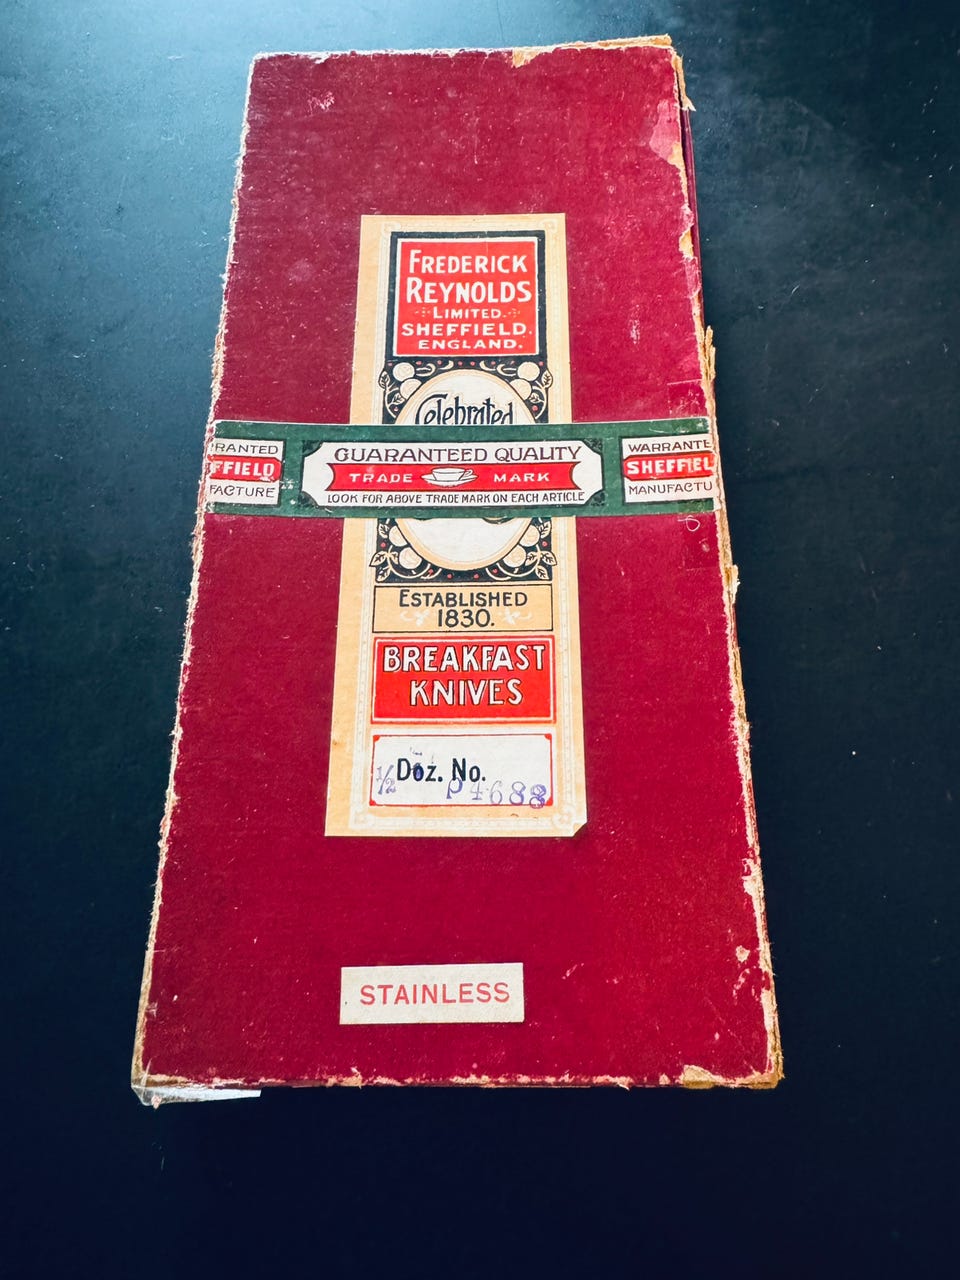 FREDERICK
REYNOLDS
LIMITED.
SHEFFIELD.
ENGLAND.
Celebrated
RANTED
FFIELD
FACTURE
GUARANTEED QUALITY
TRADE MARK
LOOK FOR ABOVE TRADE MARK ON EACH ARTICLE
WARRANTE
SHEFFIEL
MANUFACTU
ESTABLISHED
1830.
BREAKFAST
KNIVES
½ Doz. No.
P4688
STAINLESS